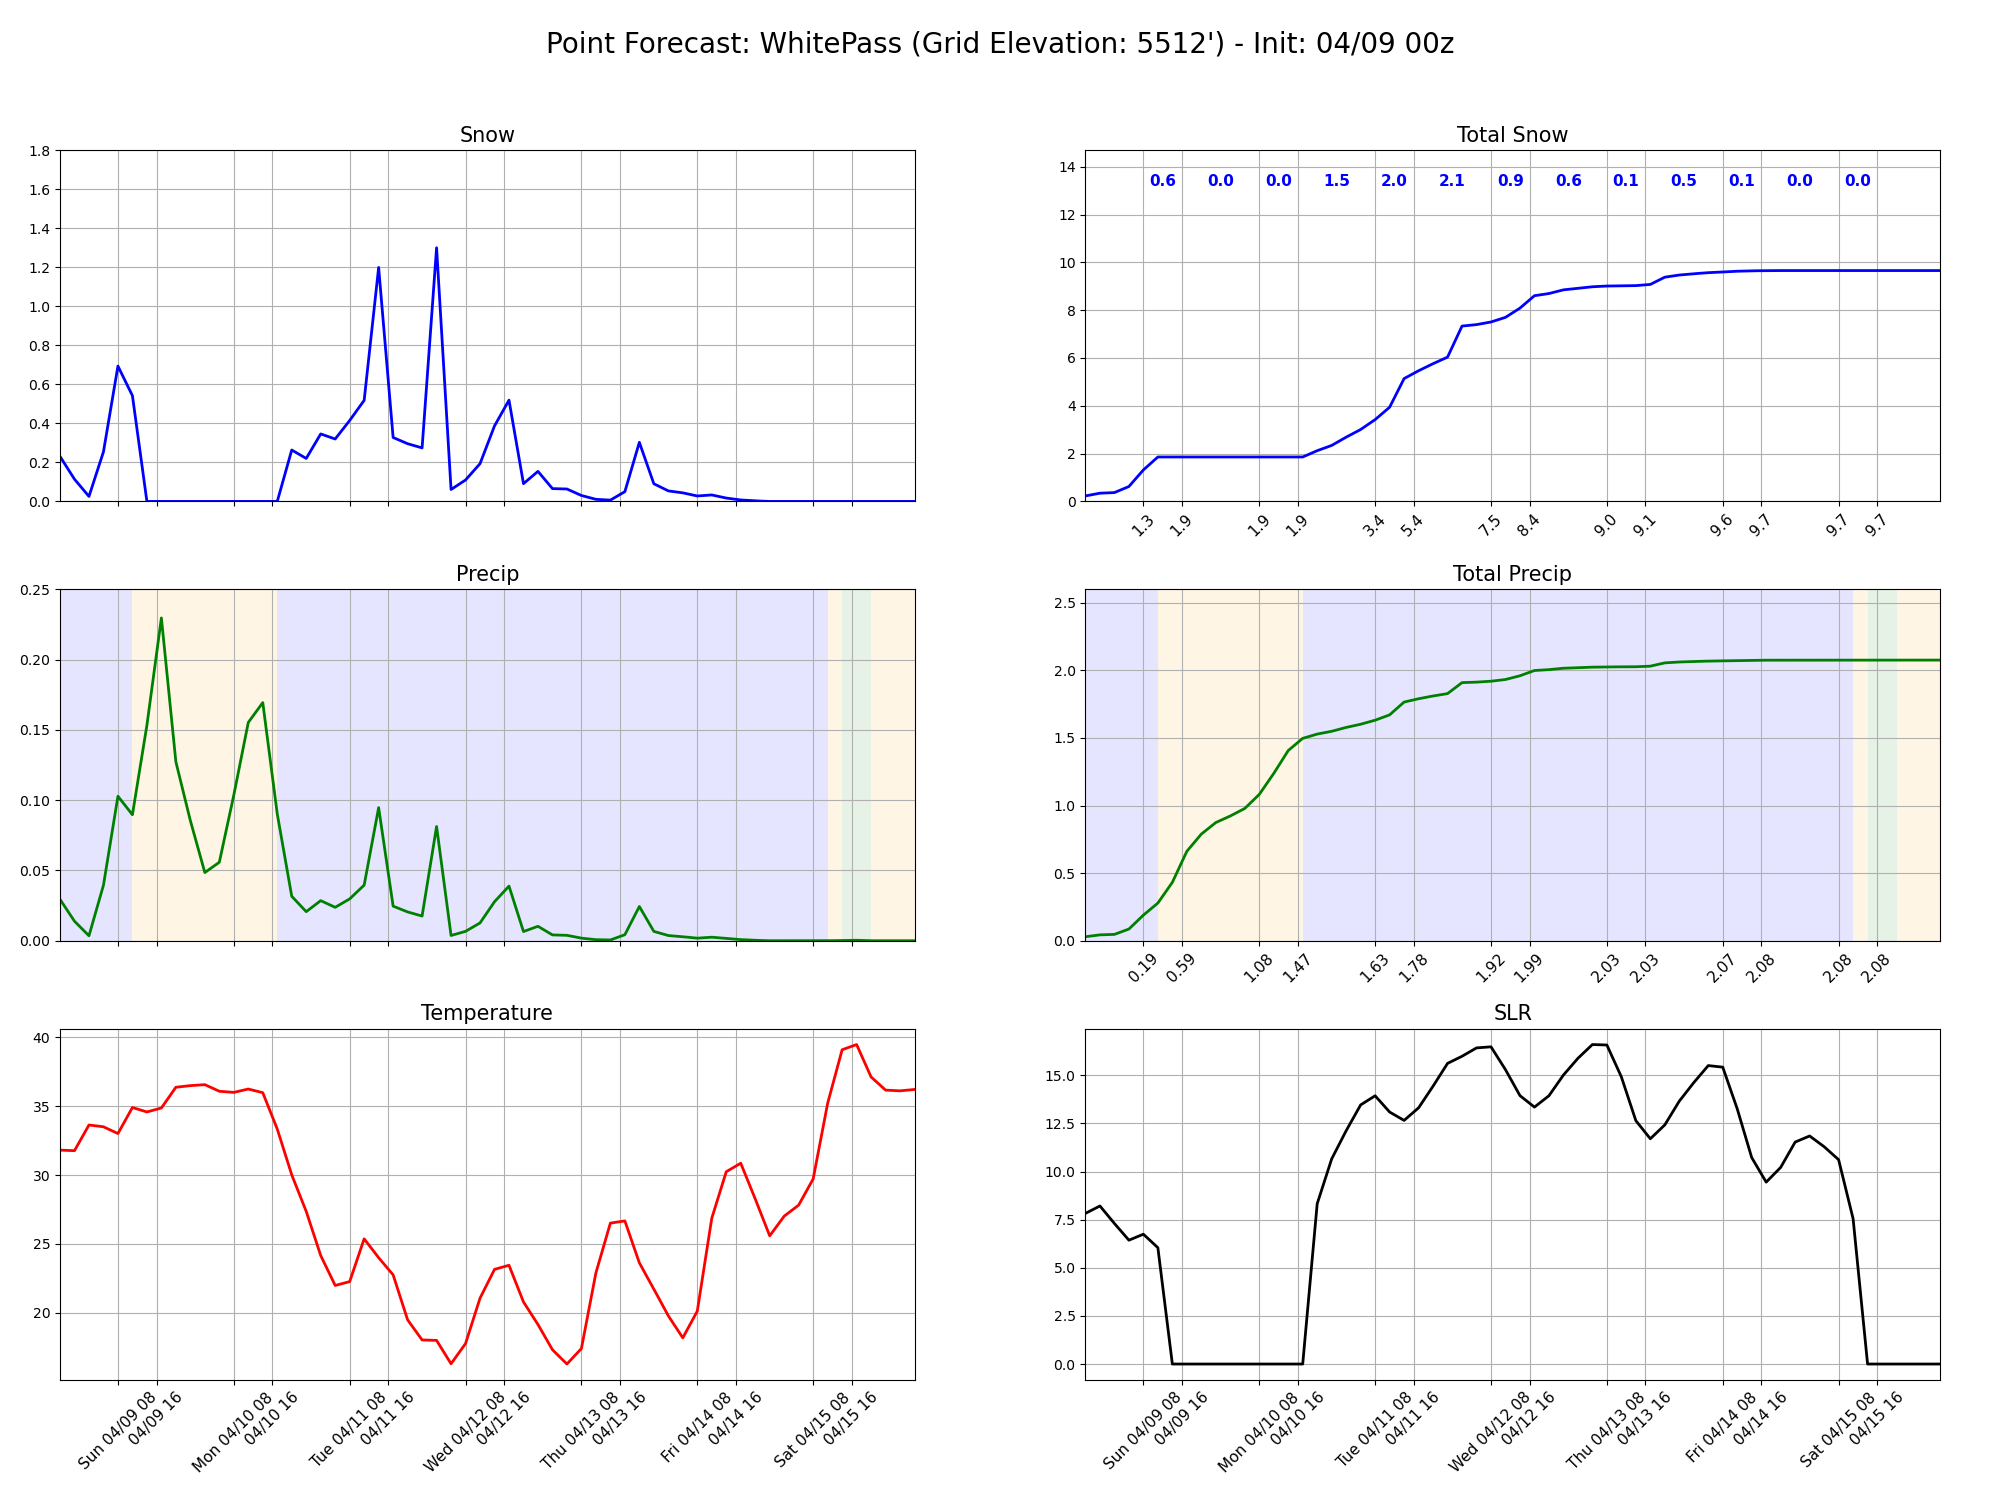 Point Forecast: WhitePass (Grid Elevation: 5512') - Init: 04/09 00z
Snow
1.8
1.6
1.4
1.2
1.0
0.8
0.6
0.4
0.2
0.0
Total Snow
14
12
10
8
6
4
2
0
0.6 0.0 0.0 1.5 2.0 2.1 0.9 0.6 0.1 0.5 0.1 0.0 0.0
1.3 1.9 1.9 1.9 3.4 5.4 7.5 8.4 9.0 9.1 9.6 9.7 9.7 9.7
Precip
0.25
0.20
0.15
0.10
0.05
0.00
Total Precip
2.5
2.0
1.5
1.0
0.5
0.0
0.19 0.59 1.08 1.47 1.63 1.78 1.92 1.99 2.03 2.03 2.07 2.08 2.08 2.08
Temperature
40
35
30
25
20
Sun 04/09 08
04/09 16
Mon 04/10 08
04/10 16
Tue 04/11 08
04/11 16
Wed 04/12 08
04/12 16
Thu 04/13 08
04/13 16
Fri 04/14 08
04/14 16
Sat 04/15 08
04/15 16
SLR
15.0
12.5
10.0
7.5
5.0
2.5
0.0
Sun 04/09 08
04/09 16
Mon 04/10 08
04/10 16
Tue 04/11 08
04/11 16
Wed 04/12 08
04/12 16
Thu 04/13 08
04/13 16
Fri 04/14 08
04/14 16
Sat 04/15 08
04/15 16